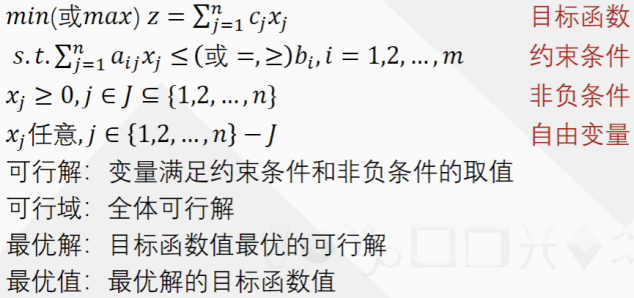 min(或max) z = ∑ⁿⱼ₌₁ cⱼxⱼ 目标函数
s.t. ∑ⁿⱼ₌₁ aᵢⱼxⱼ ≤ (或 =, ≥)bᵢ, i = 1,2, …, m 约束条件
xⱼ ≥ 0, j ∈ J ⊆ {1,2, …, n} 非负条件
xⱼ任意, j ∈ {1,2, …, n} − J 自由变量
可行解：变量满足约束条件和非负条件的取值
可行域：全体可行解
最优解：目标函数值最优的可行解
最优值：最优解的目标函数值